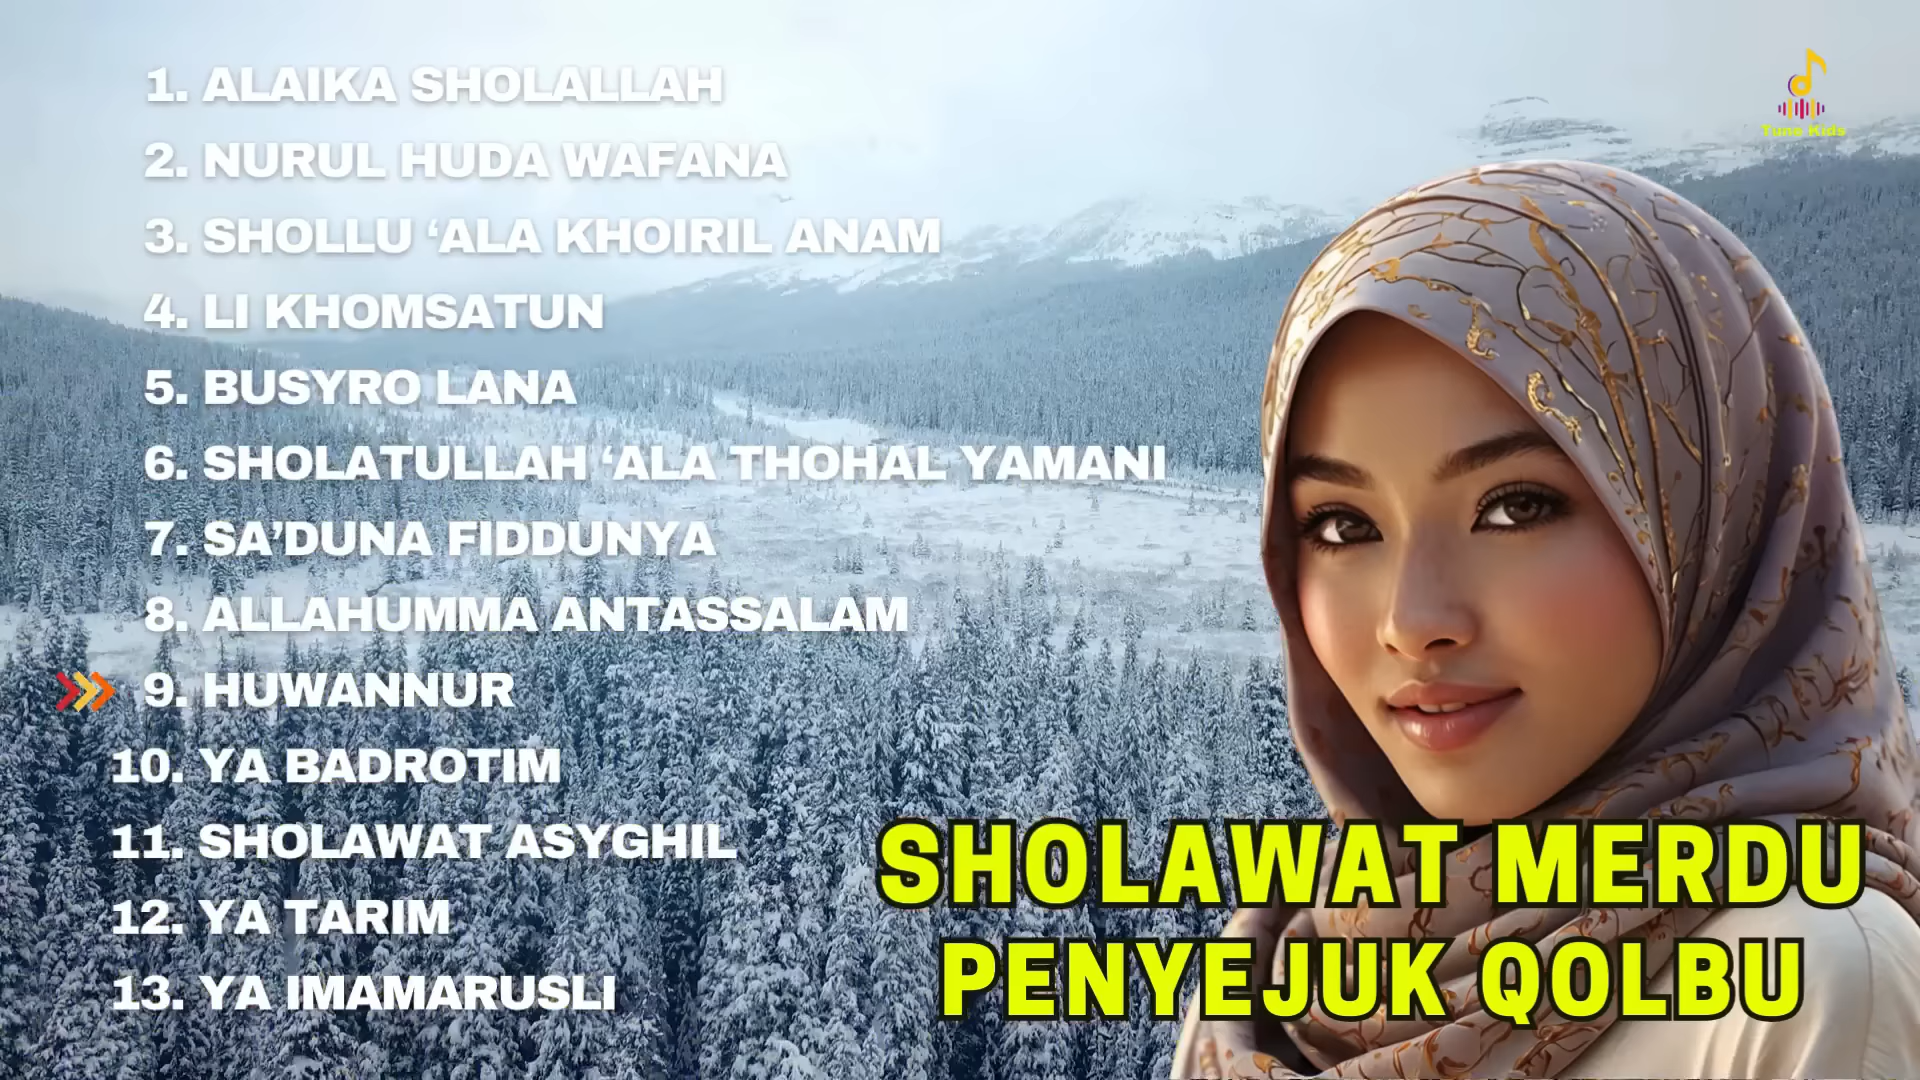 1. ALAIKA SHOLALLAH
2. NURUL HUDA WAFANA
3. SHOLLU ‘ALA KHOIRIL ANAM
4. LI KHOMSATUN
5. BUSYRO LANA
6. SHOLATULLAH ‘ALA THOHAL YAMANI
7. SA’DUNA FIDDUNYA
8. ALLAHUMMA ANTASSALAM
9. HUWANNUR
10. YA BADROTIM
11. SHOLAWAT ASYGHIL
12. YA TARIM
13. YA IMAMARUSLI
Tune Kids
SHOLAWAT MERDU
PENYEJUK QOLBU